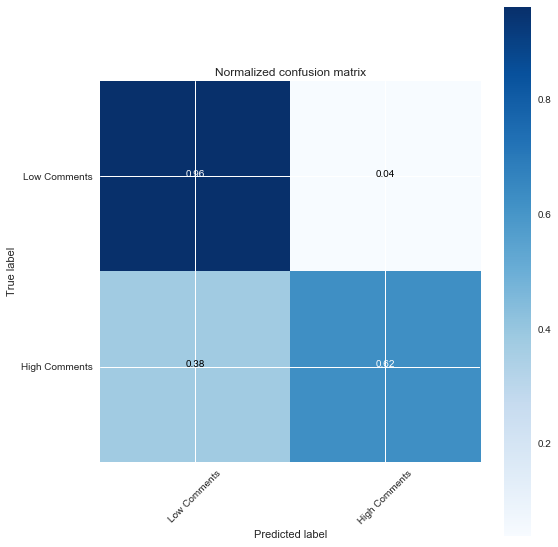 Normalized confusion matrix
0.8
Low Comments
0.96
0.04
0.6
True label
0.4
High Comments
0.38
0.62
0.2
Low Comments
High Comments
Predicted label